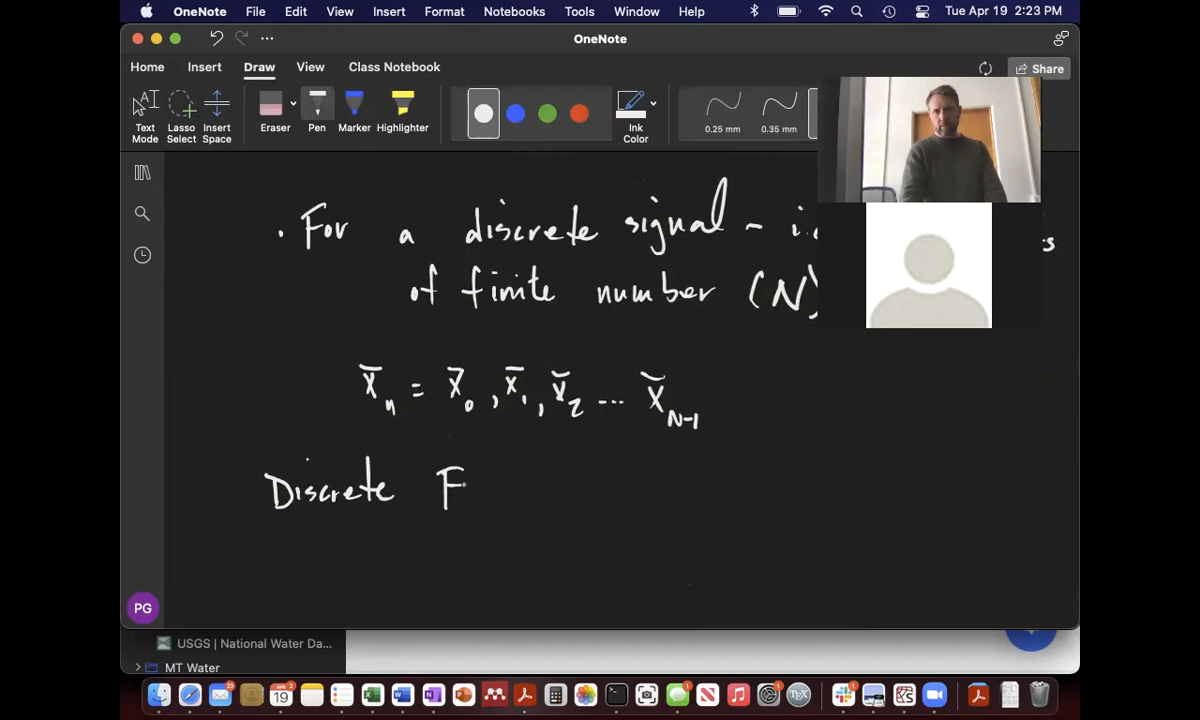 OneNote File Edit View Insert Format Notebooks Tools Window Help Tue Apr 19 2:23 PM
OneNote
Home Insert Draw View Class Notebook Share
Text Mode Lasso Select Insert Space Eraser Pen Marker Highlighter Ink Color 0.25 mm 0.35 mm
. For a discrete signal - i.e s
of finite number (N)
x̄ₙ = x̄₀, x̄₁, x̄₂ ... x̄_N-1
Discrete F
PG
USGS | National Water Da...
MT Water